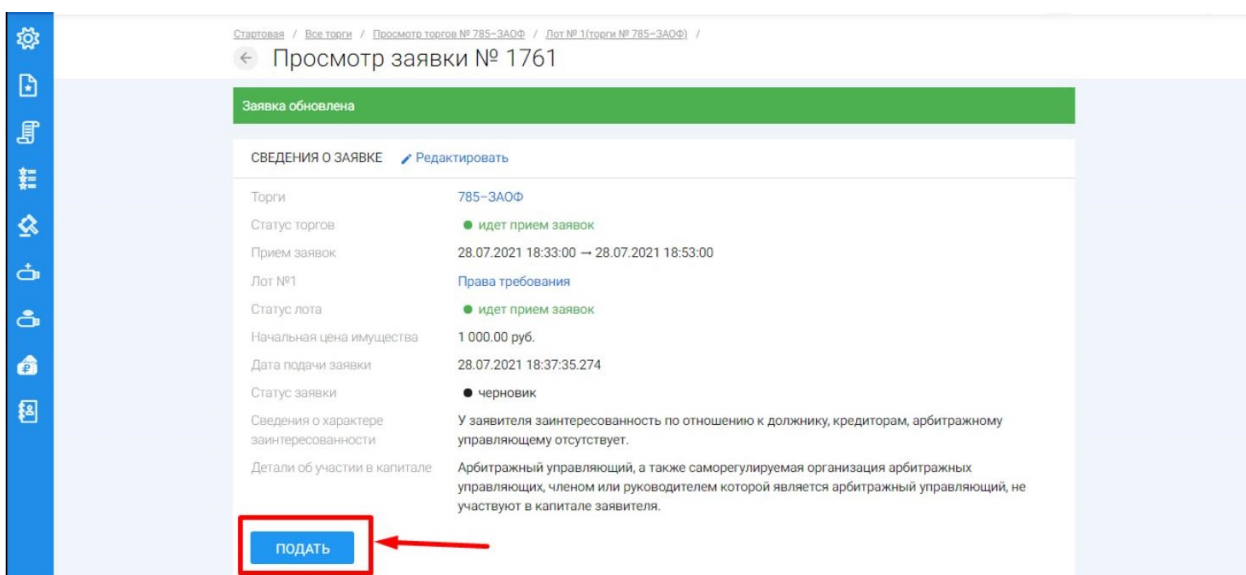 Стартовая / Все торги / Просмотр торгов № 785-ЗАОФ / Лот № 1(торги № 785-ЗАОФ) /
Просмотр заявки № 1761
Заявка обновлена
СВЕДЕНИЯ О ЗАЯВКЕ Редактировать
Торги 785-ЗАОФ
Статус торгов идет прием заявок
Прием заявок 28.07.2021 18:33:00 → 28.07.2021 18:53:00
Лот №1 Права требования
Статус лота идет прием заявок
Начальная цена имущества 1 000.00 руб.
Дата подачи заявки 28.07.2021 18:37:35.274
Статус заявки черновик
Сведения о характере У заявителя заинтересованность по отношению к должнику, кредиторам, арбитражному
заинтересованности управляющему отсутствует.
Детали об участии в капитале Арбитражный управляющий, а также саморегулируемая организация арбитражных
управляющих, членом или руководителем которой является арбитражный управляющий, не
участвуют в капитале заявителя.
ПОДАТЬ